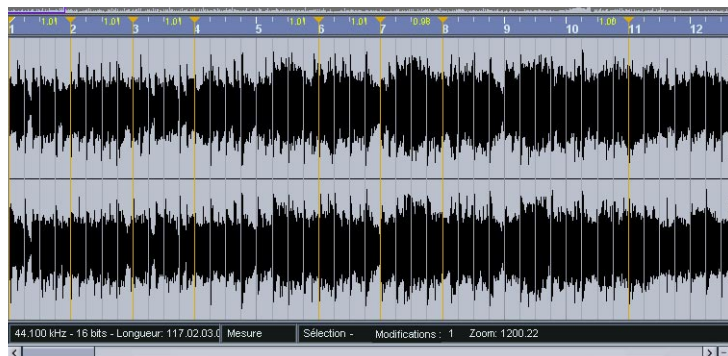 1.01 1.01 1.01 1.01 1.01 0.98 1.00
1 2 3 4 5 6 7 8 9 10 11 12
44.100 kHz - 16 bits - Longueur: 117.02.03.0 Mesure Sélection - Modifications : 1 Zoom: 1200.22